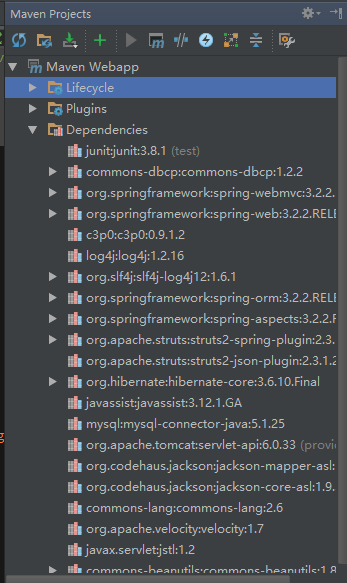 Maven Projects
Maven Webapp
Lifecycle
Plugins
Dependencies
junit:junit:3.8.1 (test)
commons-dbcp:commons-dbcp:1.2.2
org.springframework:spring-webmvc:3.2.2.
org.springframework:spring-web:3.2.2.RELE
c3p0:c3p0:0.9.1.2
log4j:log4j:1.2.16
org.slf4j:slf4j-log4j12:1.6.1
org.springframework:spring-orm:3.2.2.REL
org.springframework:spring-aspects:3.2.2.F
org.apache.struts:struts2-spring-plugin:2.3.
org.apache.struts:struts2-json-plugin:2.3.1.2
org.hibernate:hibernate-core:3.6.10.Final
javassist:javassist:3.12.1.GA
mysql:mysql-connector-java:5.1.25
org.apache.tomcat:servlet-api:6.0.33 (provid
org.codehaus.jackson:jackson-mapper-asl:
org.codehaus.jackson:jackson-core-asl:1.9.
commons-lang:commons-lang:2.6
org.apache.velocity:velocity:1.7
javax.servlet:jstl:1.2
commons-beanutils:commons-beanutils:1.8